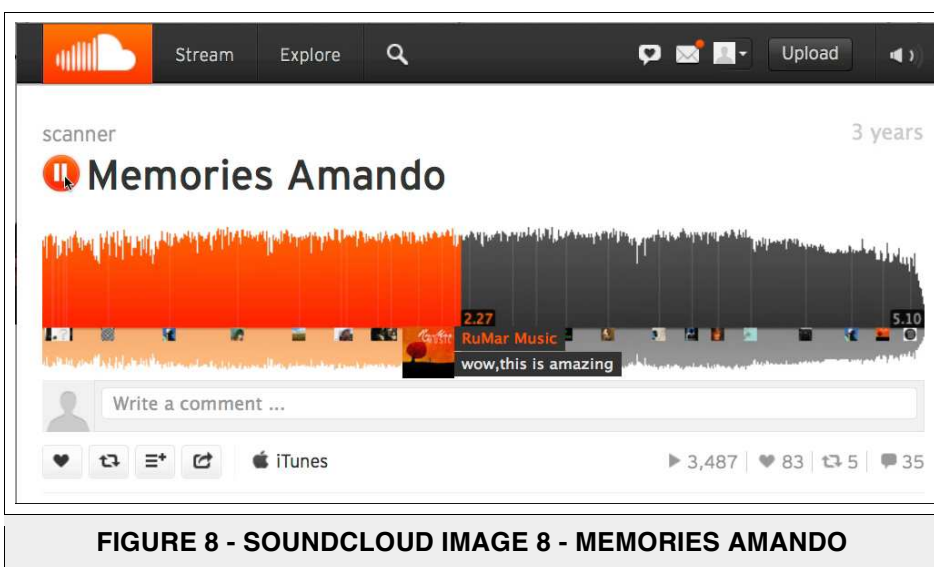 Stream Explore Upload
scanner 3 years
Memories Amando
2.27 5.10
RuMar Music
wow,this is amazing
Write a comment ...
iTunes 3,487 83 5 35
FIGURE 8 - SOUNDCLOUD IMAGE 8 - MEMORIES AMANDO